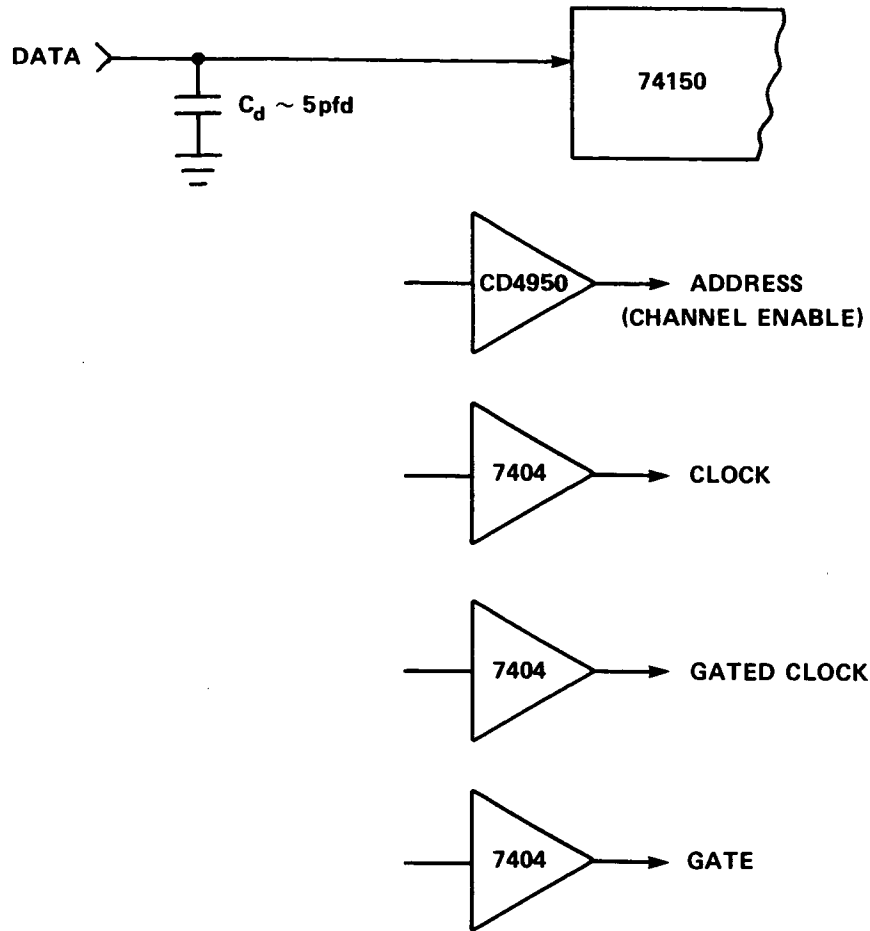 DATA
74150
C_d ~ 5pfd
CD4950
ADDRESS
(CHANNEL ENABLE)
7404
CLOCK
7404
GATED CLOCK
7404
GATE